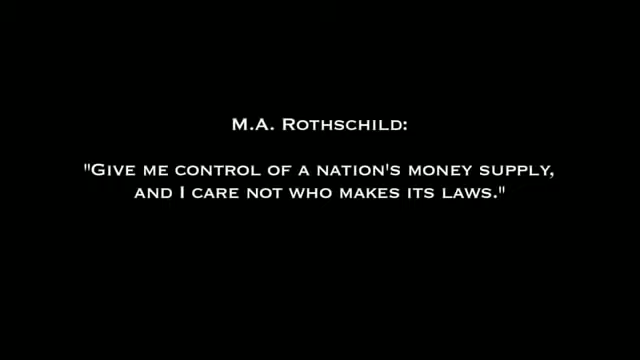 M.A. Rothschild:
"Give me control of a nation's money supply,
and I care not who makes its laws."